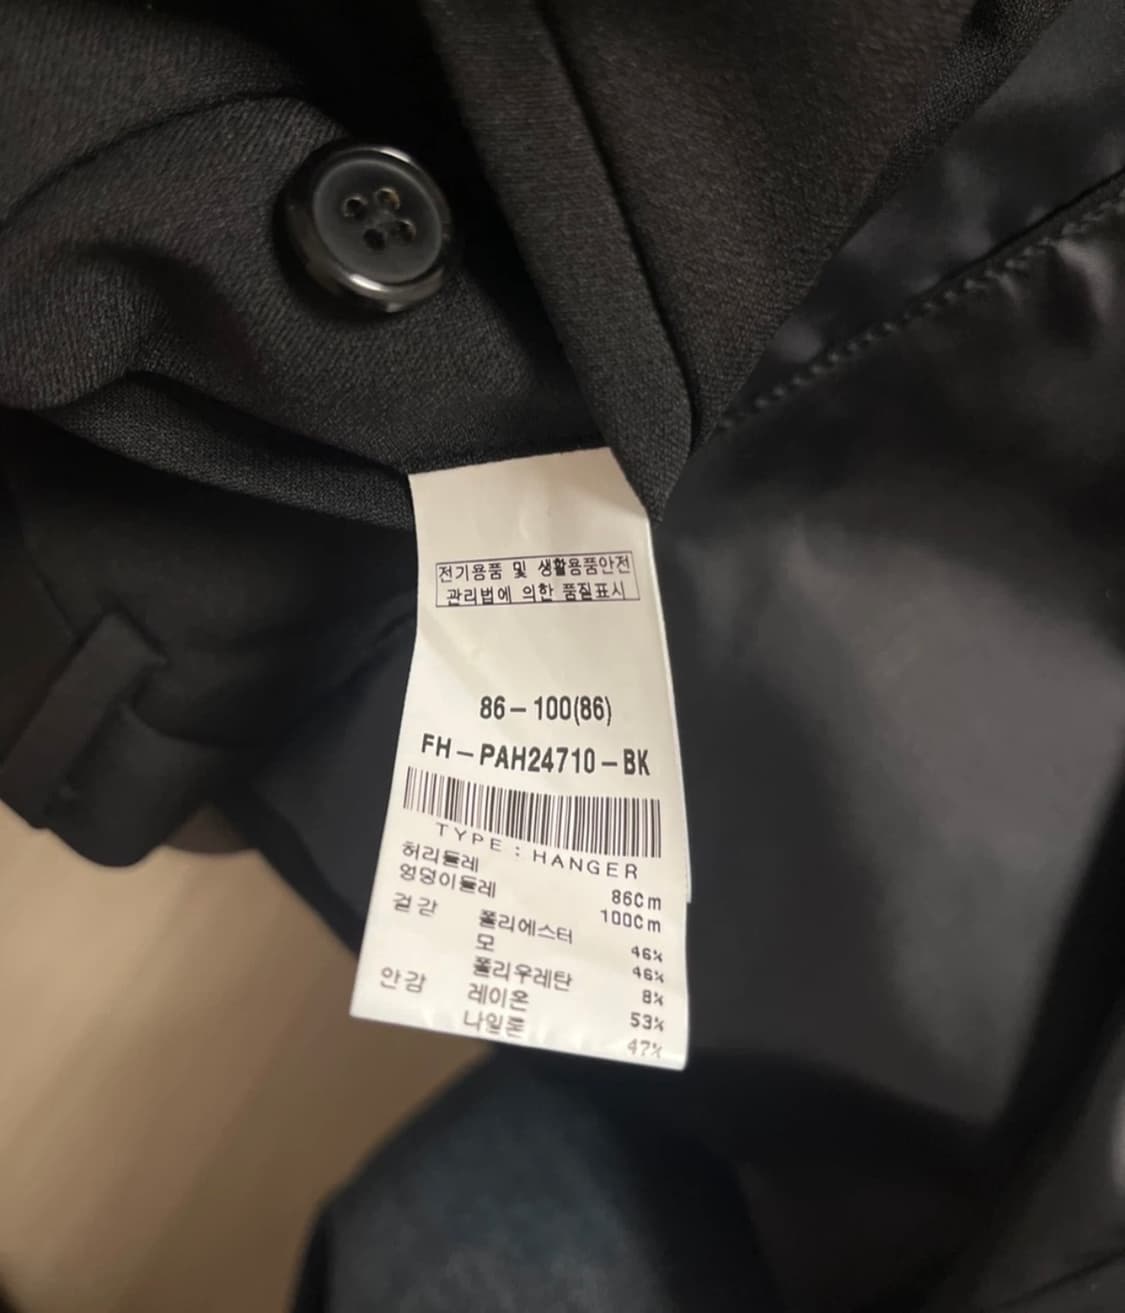 전기용품 및 생활용품안전
관리법에 의한 품질표시
86-100(86)
FH-PAH24710-BK
TYPE : HANGER
허리둘레 86Cm
엉덩이둘레 100Cm
겉감 폴리에스터 46%
모 46%
폴리우레탄 8%
안감 레이온 53%
나일론 47%